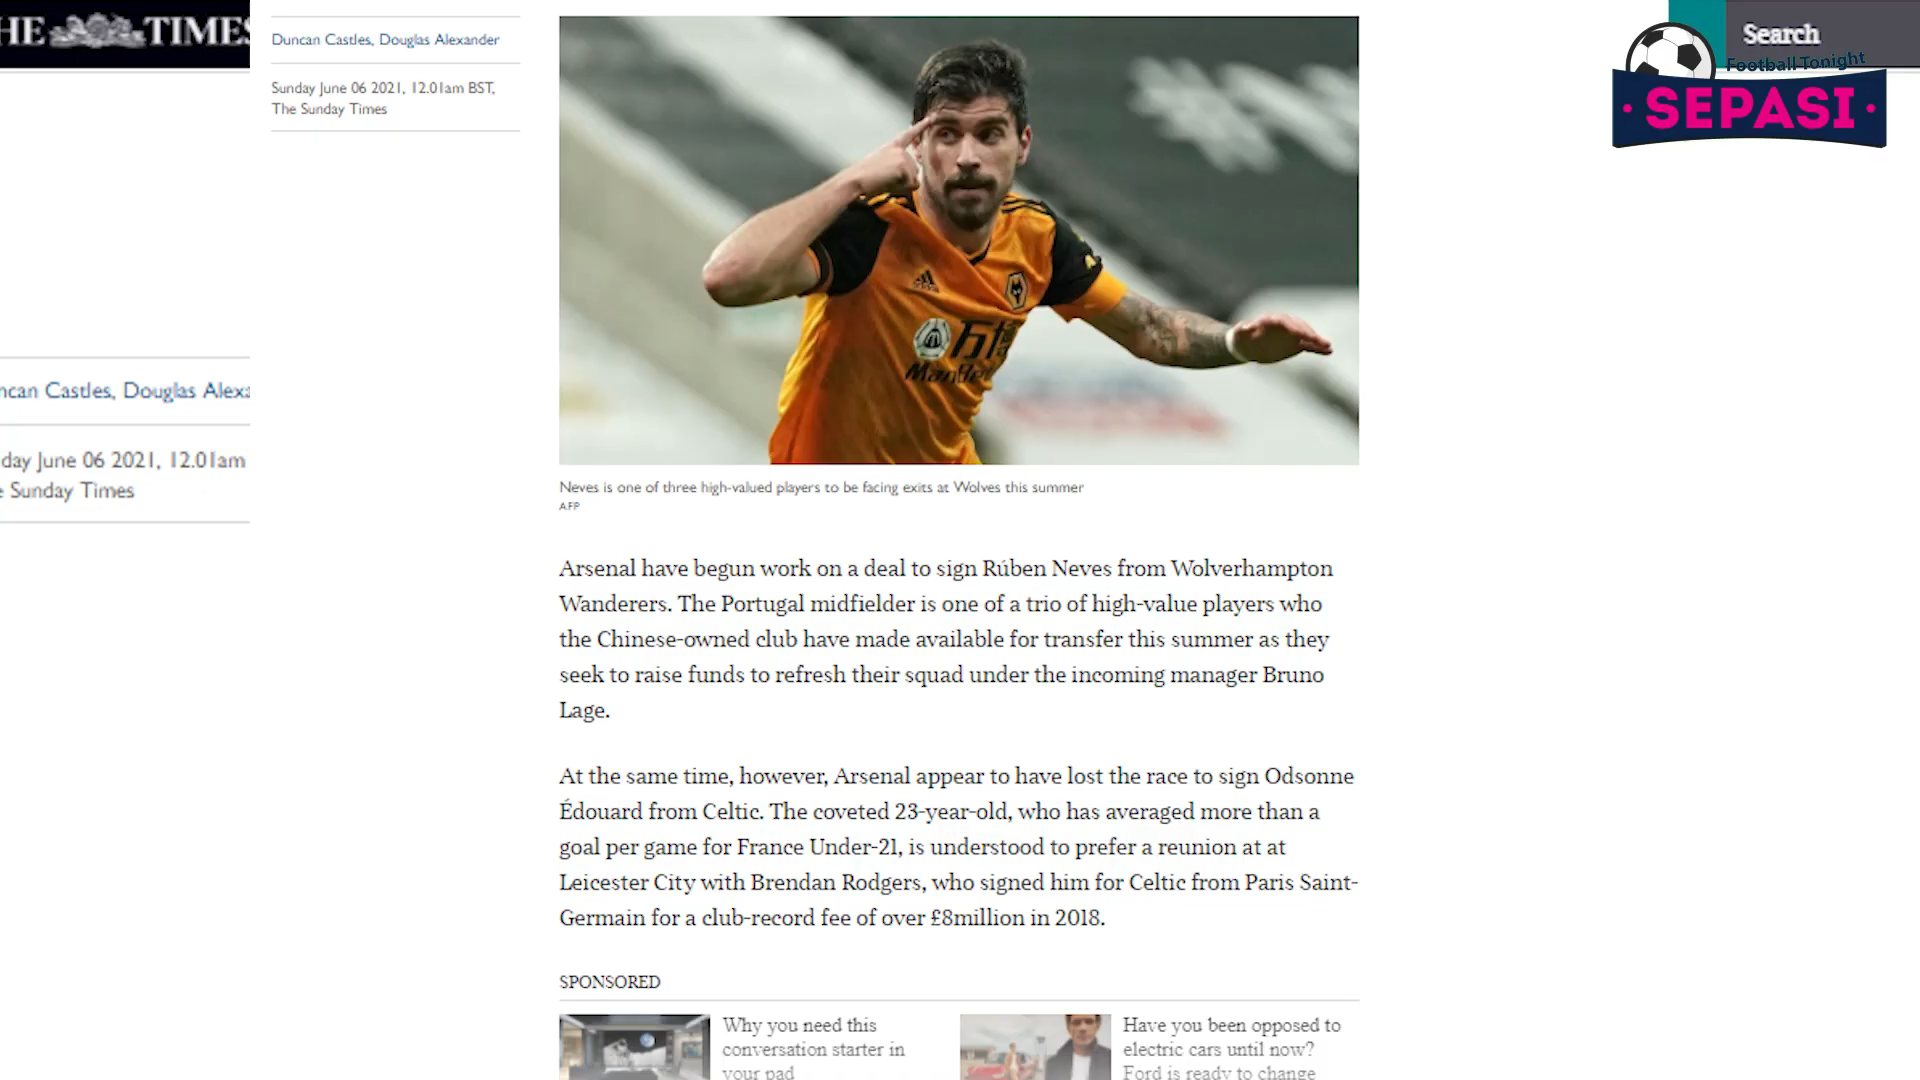 HE TIMES
Duncan Castles, Douglas Alexander
Sunday June 06 2021, 12.01am BST,
The Sunday Times
Search
Football Tonight
· SEPASI ·
ncan Castles, Douglas Alexa
day June 06 2021, 12.01am
e Sunday Times
adidas
Neves is one of three high-valued players to be facing exits at Wolves this summer
AFP
Arsenal have begun work on a deal to sign Rúben Neves from Wolverhampton
Wanderers. The Portugal midfielder is one of a trio of high-value players who
the Chinese-owned club have made available for transfer this summer as they
seek to raise funds to refresh their squad under the incoming manager Bruno
Lage.
At the same time, however, Arsenal appear to have lost the race to sign Odsonne
Édouard from Celtic. The coveted 23-year-old, who has averaged more than a
goal per game for France Under-21, is understood to prefer a reunion at at
Leicester City with Brendan Rodgers, who signed him for Celtic from Paris Saint-
Germain for a club-record fee of over £8million in 2018.
SPONSORED
Why you need this
conversation starter in
your pad
Have you been opposed to
electric cars until now?
Ford is ready to change